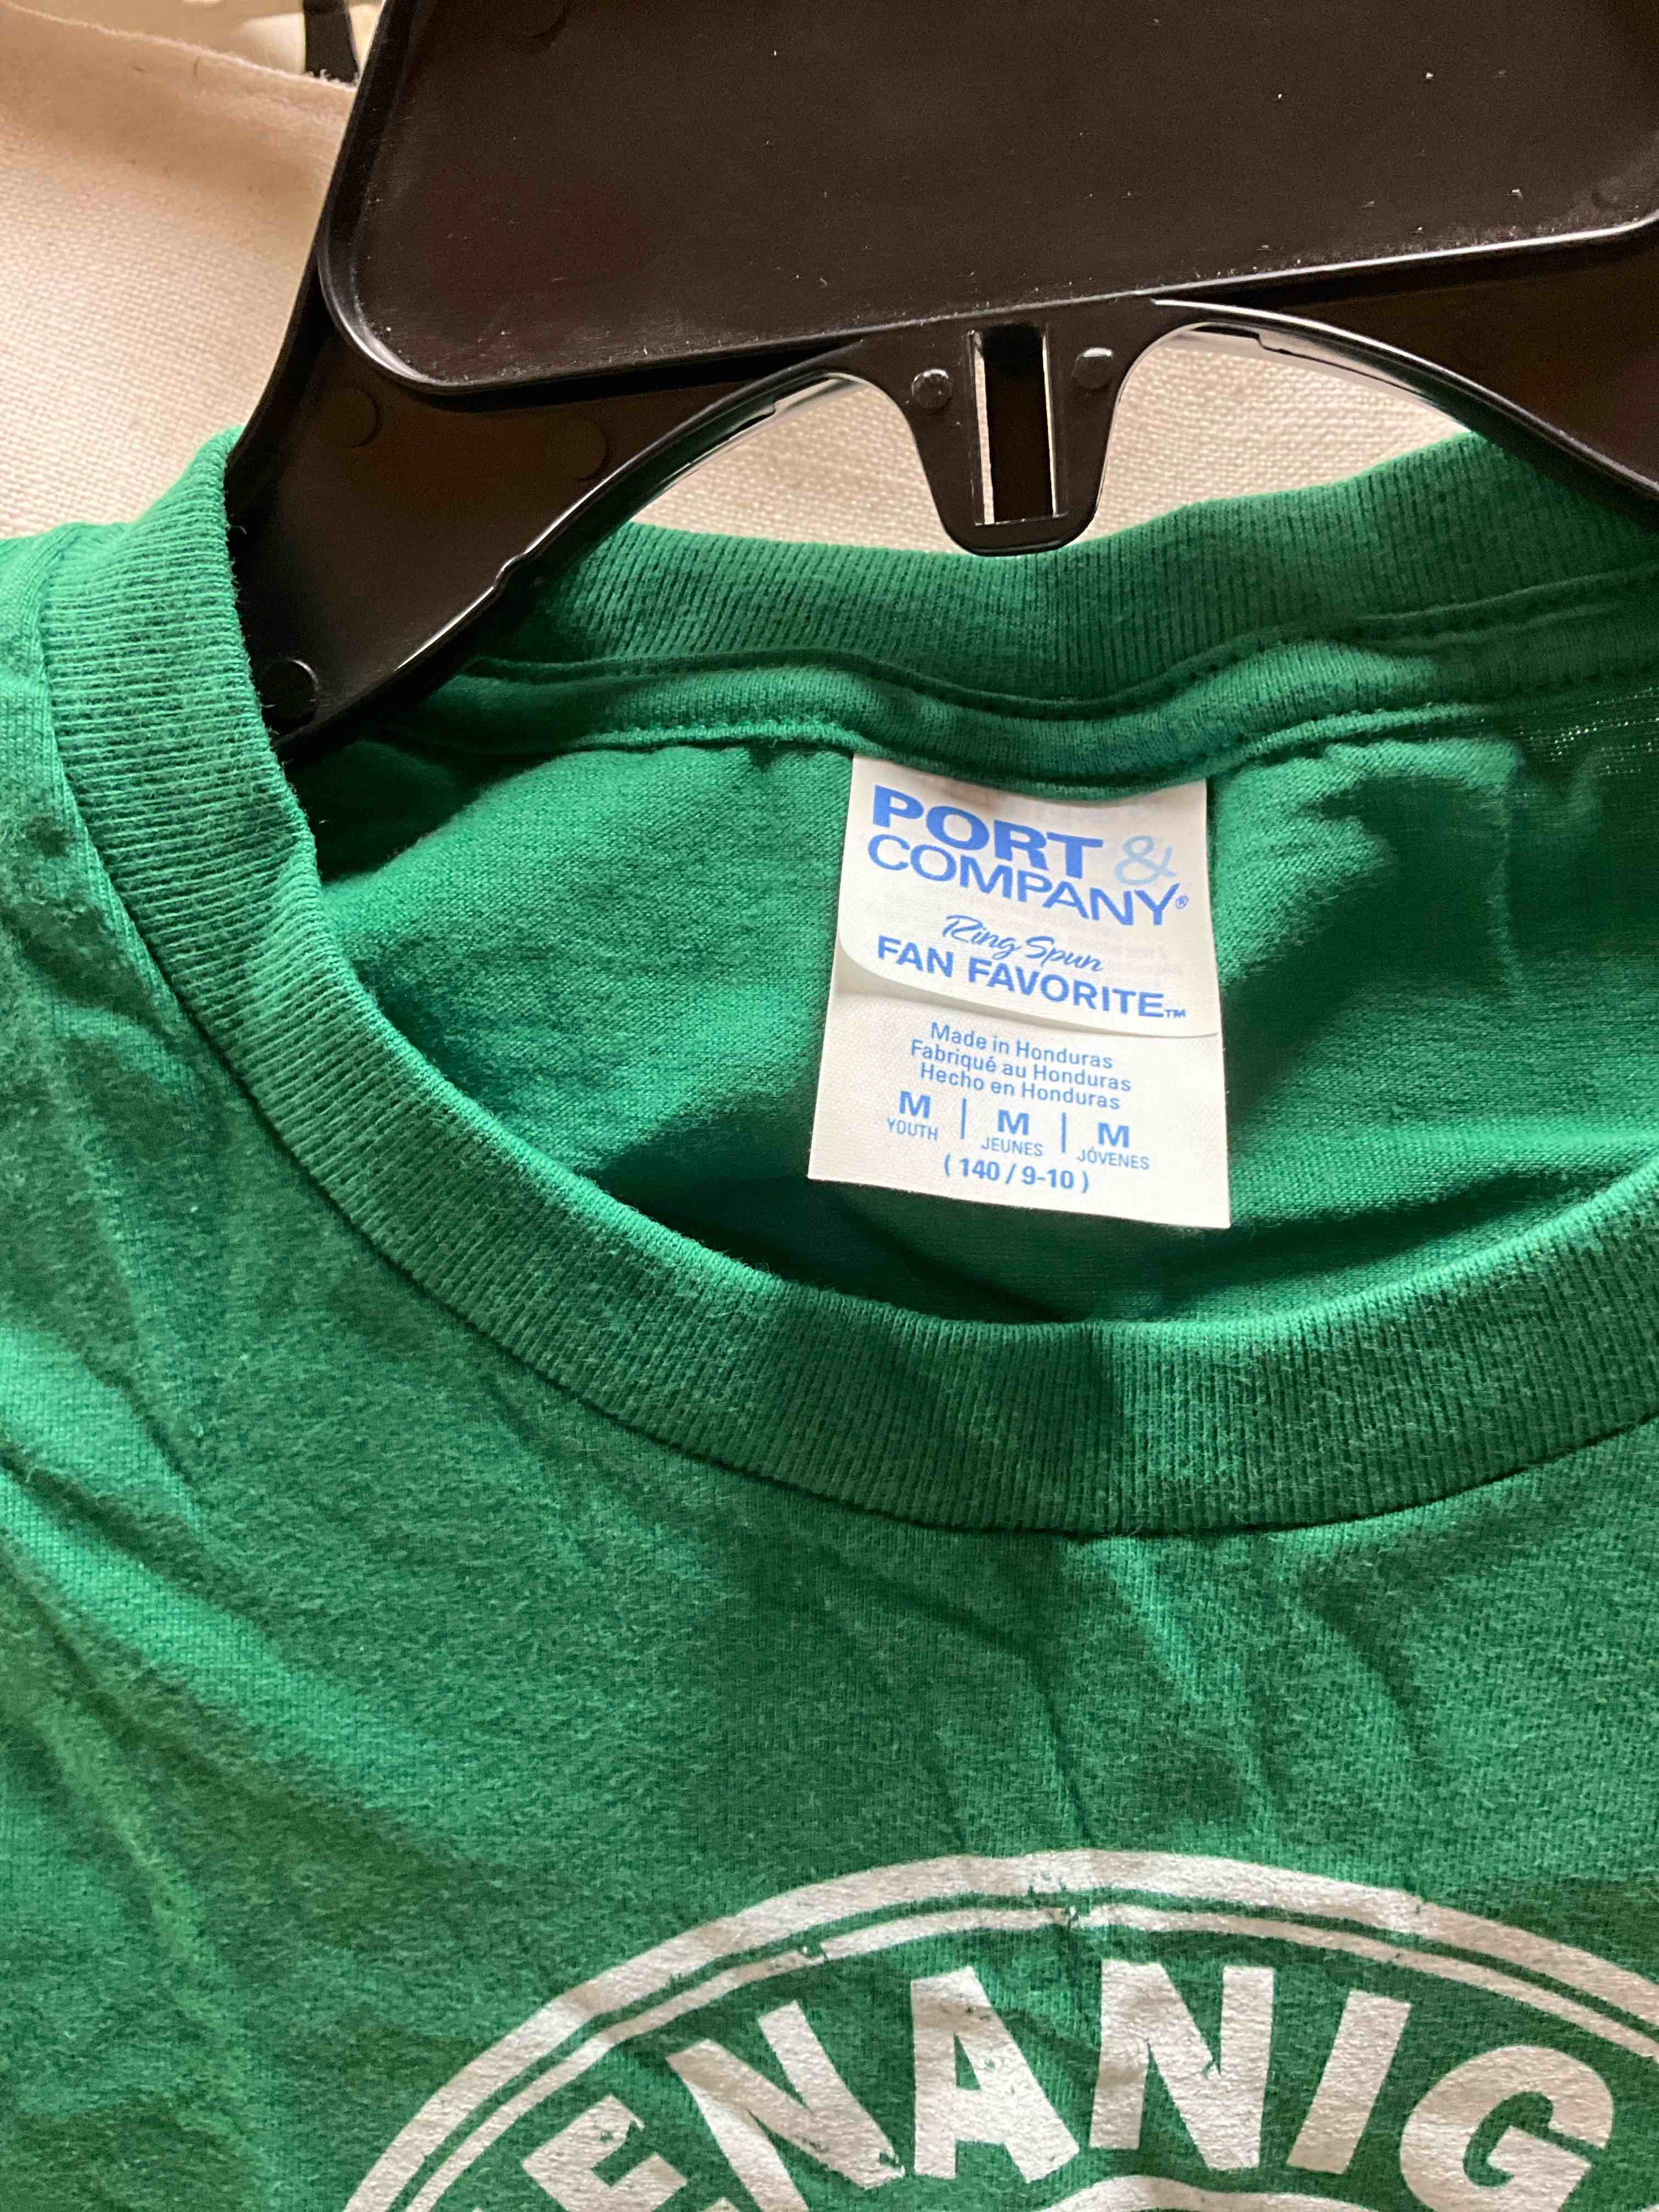 PORT &
COMPANY®
Ring Spun
FAN FAVORITE™
Made in Honduras
Fabriqué au Honduras
Hecho en Honduras
M | M | M
YOUTH JEUNES JÓVENES
( 140 / 9-10 )
ENANIG